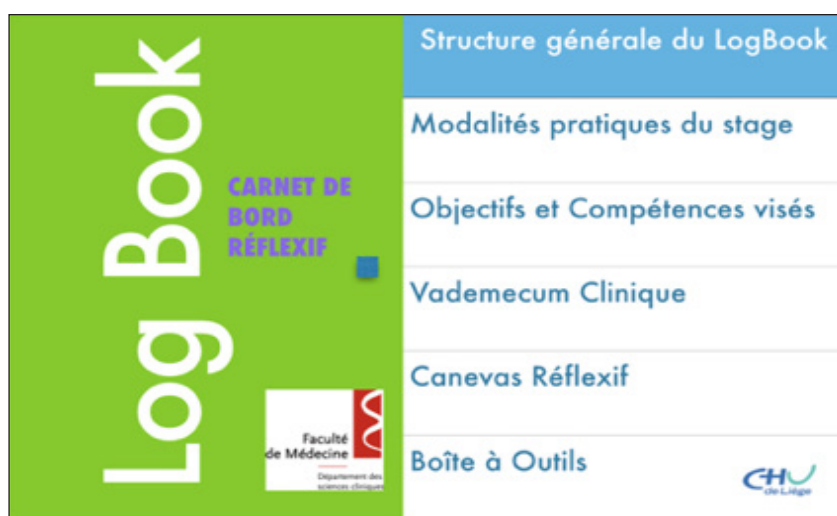 Log Book
CARNET DE
BORD
RÉFLEXIF
Faculté
de Médecine
Département des
sciences cliniques
Structure générale du LogBook
Modalités pratiques du stage
Objectifs et Compétences visés
Vademecum Clinique
Canevas Réflexif
Boîte à Outils
CHU
de Liège